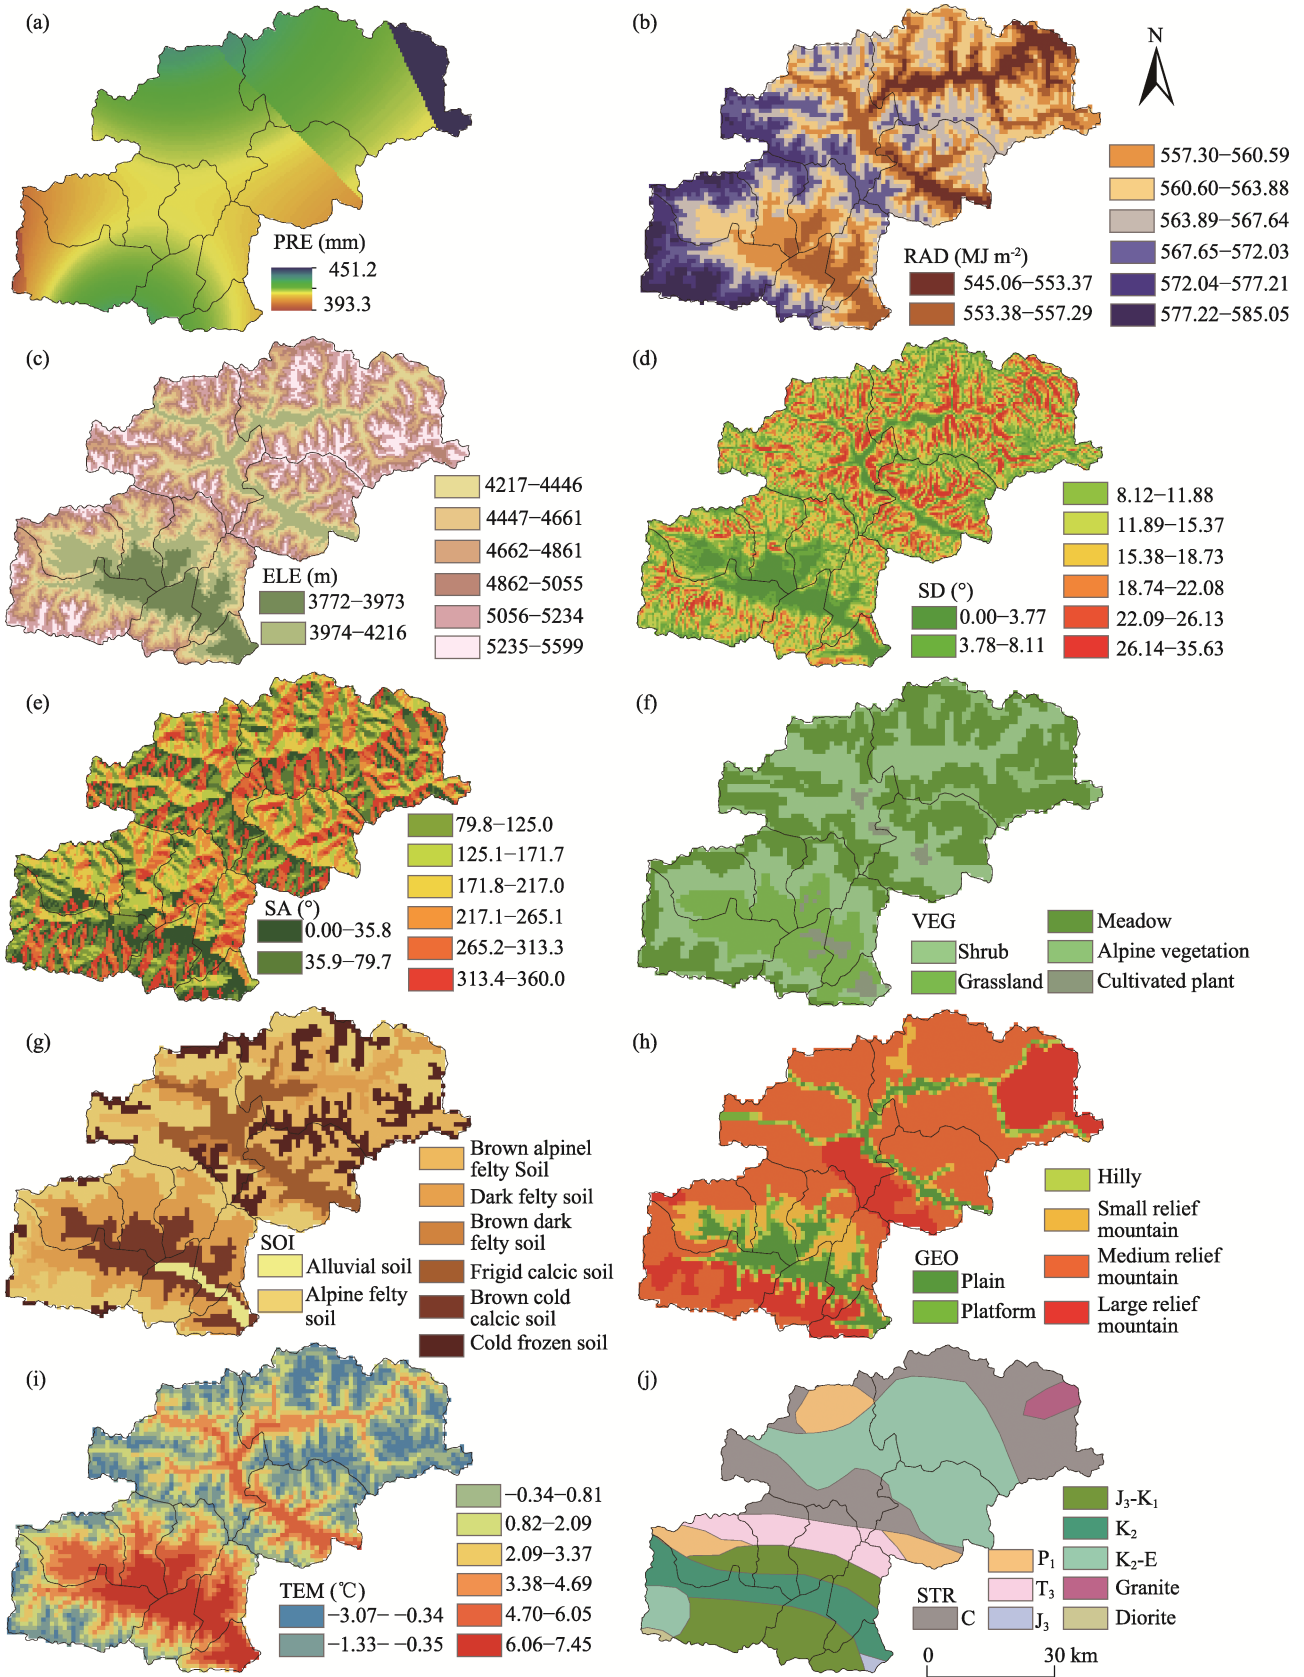 (a)
PRE (mm)
451.2
393.3
(b)
N
557.30−560.59
560.60−563.88
563.89−567.64
567.65−572.03
572.04−577.21
577.22−585.05
RAD (MJ m-2)
545.06−553.37
553.38−557.29
(c)
4217−4446
4447−4661
4662−4861
4862−5055
5056−5234
5235−5599
ELE (m)
3772−3973
3974−4216
(d)
8.12−11.88
11.89−15.37
15.38−18.73
18.74−22.08
22.09−26.13
26.14−35.63
SD (°)
0.00−3.77
3.78−8.11
(e)
79.8−125.0
125.1−171.7
171.8−217.0
217.1−265.1
265.2−313.3
313.4−360.0
SA (°)
0.00−35.8
35.9−79.7
(f)
VEG
Shrub
Grassland
Meadow
Alpine vegetation
Cultivated plant
(g)
Brown alpinel
felty Soil
Dark felty soil
Brown dark
felty soil
Frigid calcic soil
Brown cold
calcic soil
Cold frozen soil
SOI
Alluvial soil
Alpine felty
soil
(h)
Hilly
Small relief
mountain
Medium relief
mountain
Large relief
mountain
GEO
Plain
Platform
(i)
−0.34−0.81
0.82−2.09
2.09−3.37
3.38−4.69
4.70−6.05
6.06−7.45
TEM (℃)
−3.07− −0.34
−1.33− −0.35
(j)
J3-K1
K2
K2-E
Granite
Diorite
P1
T3
J3
STR
C
0 30 km